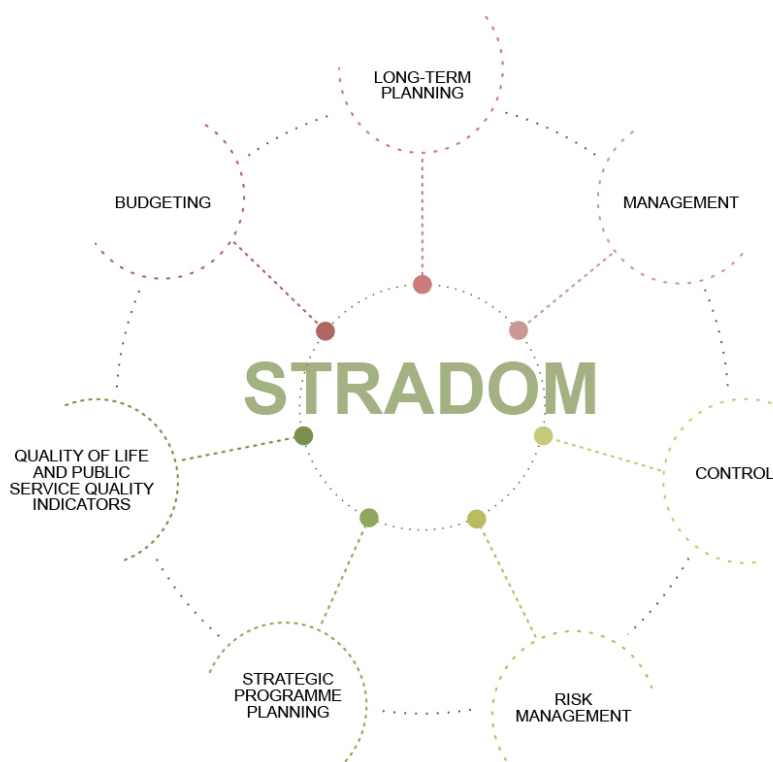 LONG-TERM
PLANNING
BUDGETING
MANAGEMENT
STRADOM
QUALITY OF LIFE
AND PUBLIC
SERVICE QUALITY
INDICATORS
CONTROL
STRATEGIC
PROGRAMME
PLANNING
RISK
MANAGEMENT